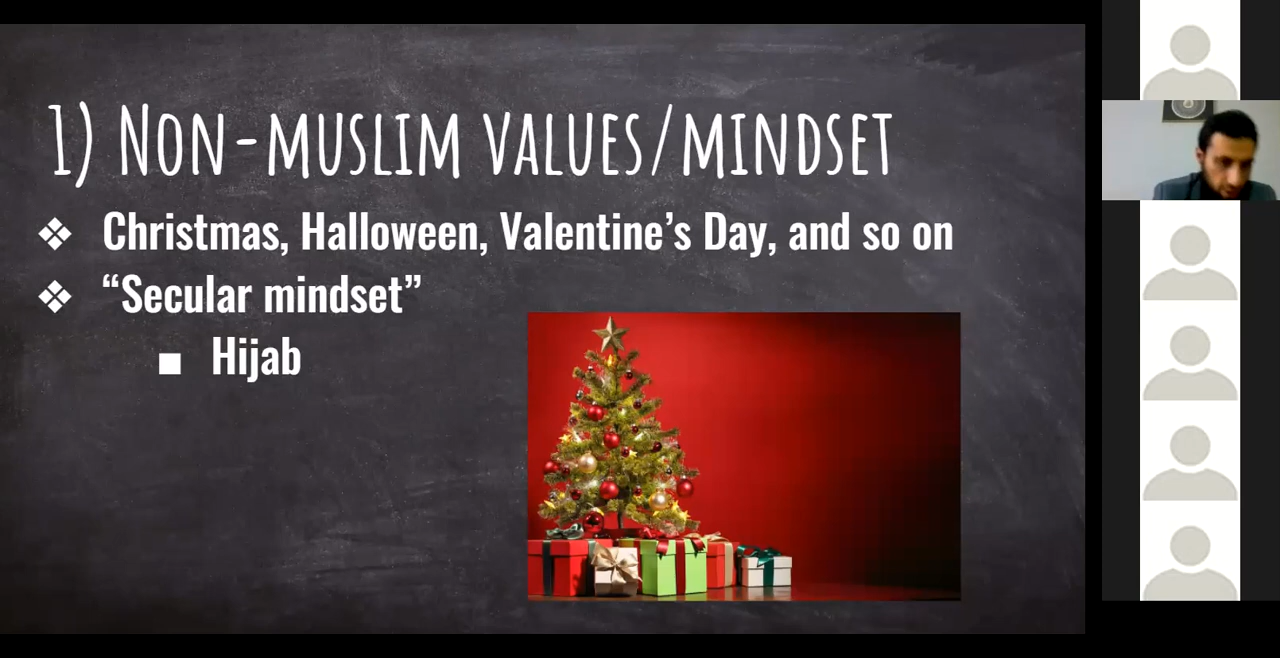 1) Non-muslim values/mindset
❖ Christmas, Halloween, Valentine’s Day, and so on
❖ “Secular mindset”
■ Hijab